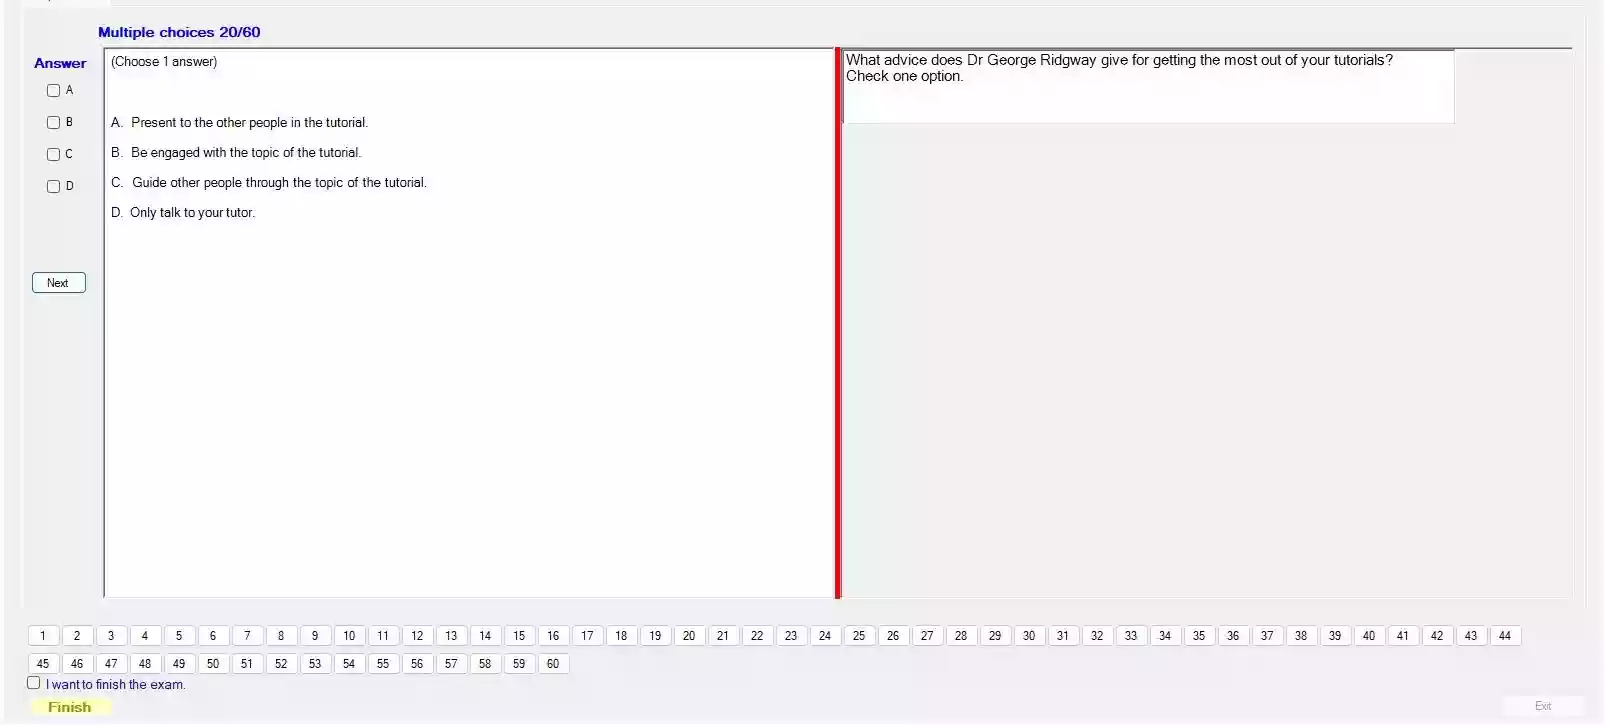 Multiple choices 20/60
Answer
A
B
C
D
Next
(Choose 1 answer)
A. Present to the other people in the tutorial.
B. Be engaged with the topic of the tutorial.
C. Guide other people through the topic of the tutorial.
D. Only talk to your tutor.
What advice does Dr George Ridgway give for getting the most out of your tutorials?
Check one option.
1 2 3 4 5 6 7 8 9 10 11 12 13 14 15 16 17 18 19 20 21 22 23 24 25 26 27 28 29 30 31 32 33 34 35 36 37 38 39 40 41 42 43 44
45 46 47 48 49 50 51 52 53 54 55 56 57 58 59 60
I want to finish the exam.
Finish
Exit